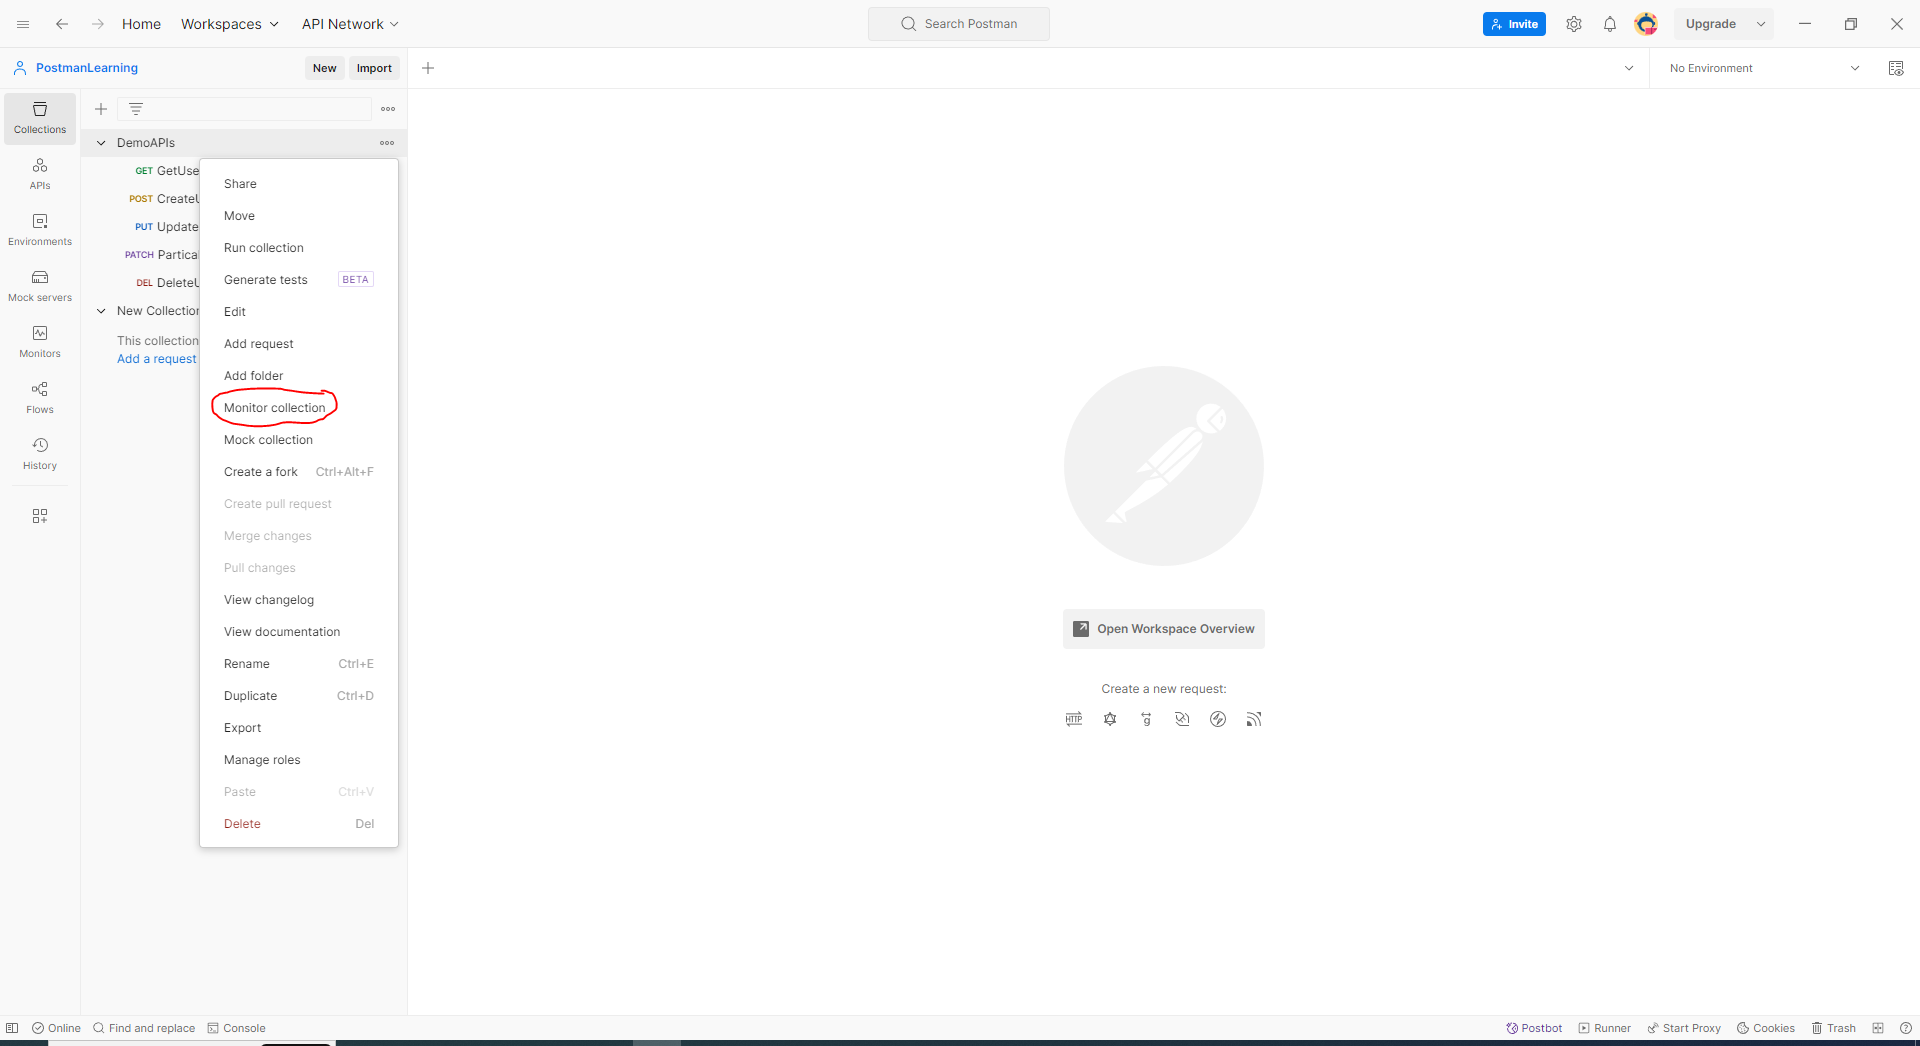 Home Workspaces API Network Search Postman Invite Upgrade
PostmanLearning New Import No Environment
Collections
APIs
Environments
Mock servers
Monitors
Flows
History
DemoAPIs
GET GetUse
POST CreateU
PUT Update
PATCH Partica
DEL DeleteU
New Collection
This collection
Add a request
Share
Move
Run collection
Generate tests BETA
Edit
Add request
Add folder
Monitor collection
Mock collection
Create a fork Ctrl+Alt+F
Create pull request
Merge changes
Pull changes
View changelog
View documentation
Rename Ctrl+E
Duplicate Ctrl+D
Export
Manage roles
Paste Ctrl+V
Delete Del
Open Workspace Overview
Create a new request:
HTTP
g
Online Find and replace Console Postbot Runner Start Proxy Cookies Trash